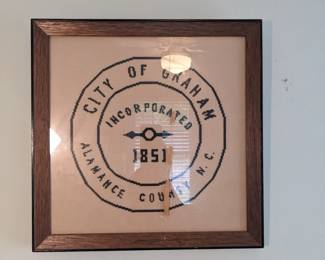 CITY OF GRAHAM
INCORPORATED
1851
ALAMANCE COUNTY N.C.